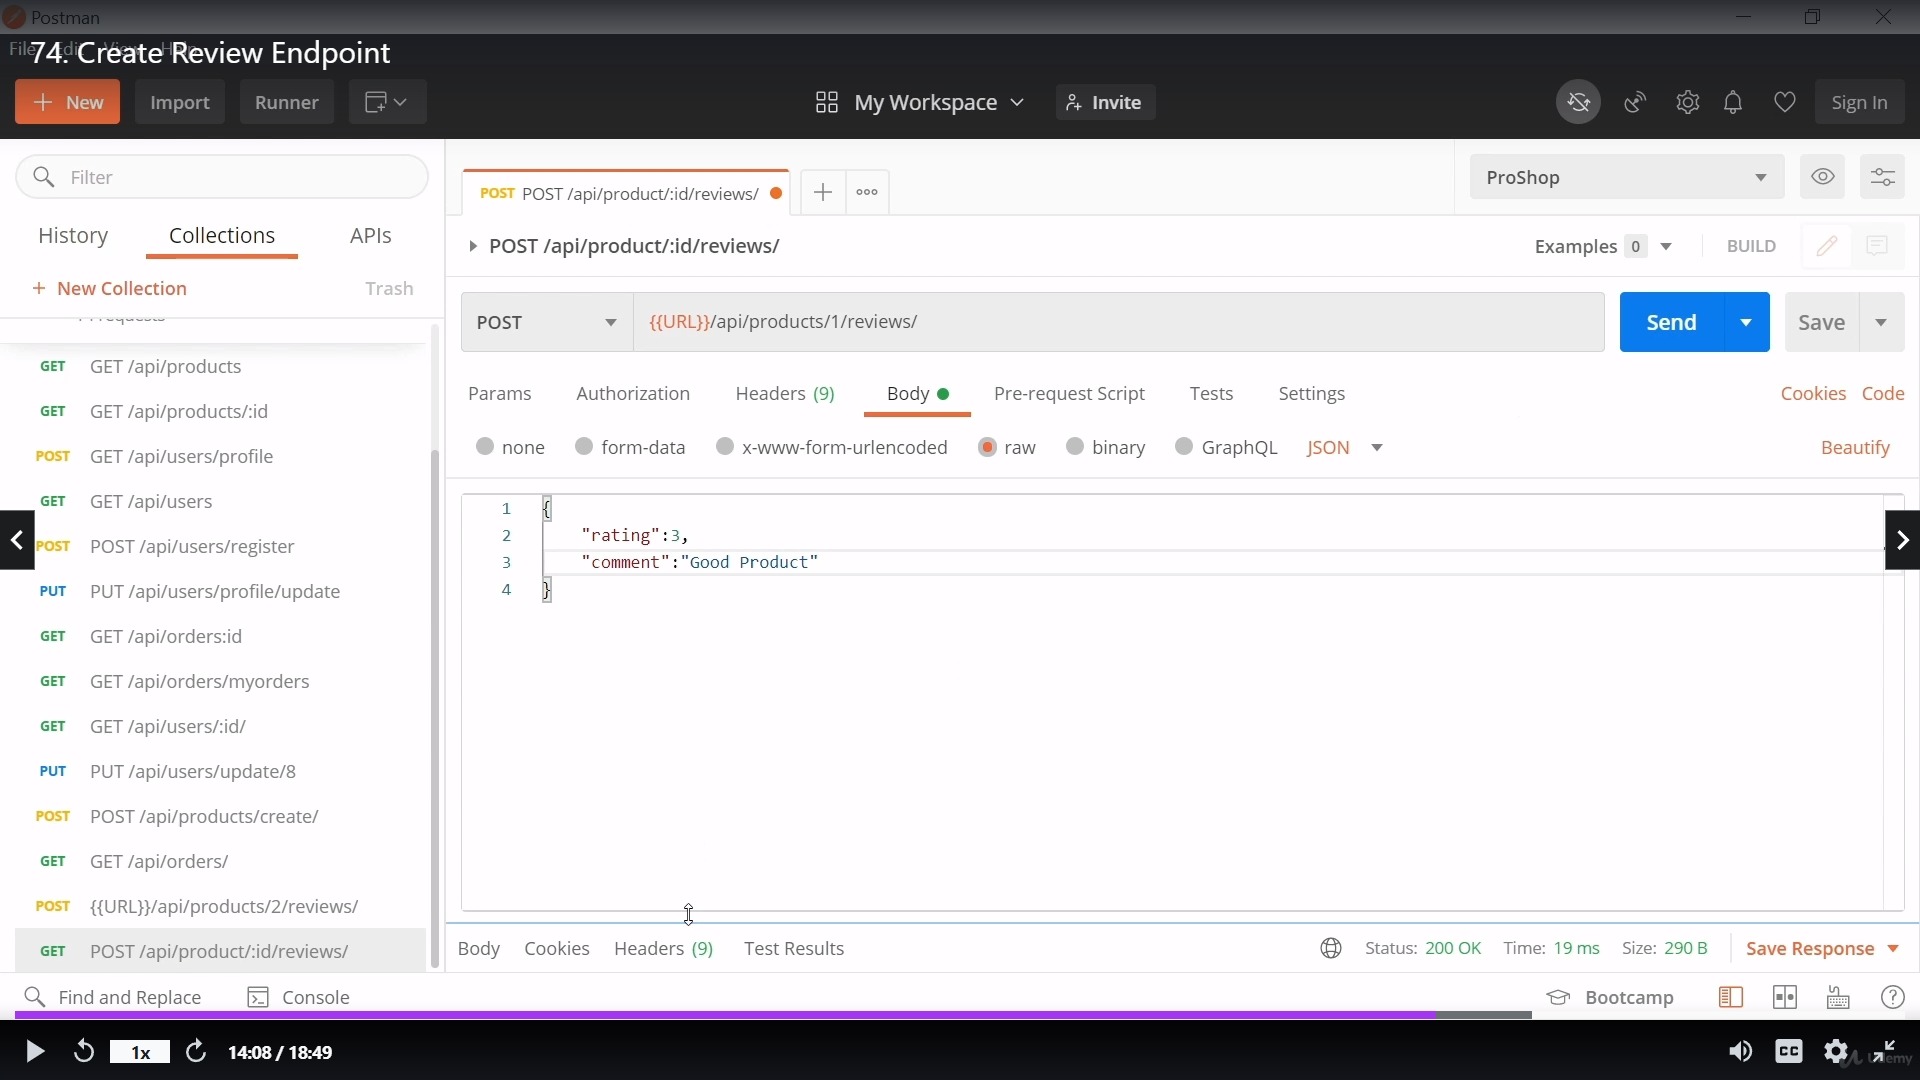 Postman
File Edit View Help
74. Create Review Endpoint
New
Import
Runner
My Workspace
Invite
Sign In
Filter
History
Collections
APIs
New Collection
Trash
requests
GET GET /api/products
GET GET /api/products/:id
POST GET /api/users/profile
GET GET /api/users
POST POST /api/users/register
PUT PUT /api/users/profile/update
GET GET /api/orders:id
GET GET /api/orders/myorders
GET GET /api/users/:id/
PUT PUT /api/users/update/8
POST POST /api/products/create/
GET GET /api/orders/
POST {{URL}}/api/products/2/reviews/
GET POST /api/product/:id/reviews/
POST POST /api/product/:id/reviews/
ProShop
POST /api/product/:id/reviews/
Examples 0
BUILD
POST
{{URL}}/api/products/1/reviews/
Send
Save
Params
Authorization
Headers (9)
Body
Pre-request Script
Tests
Settings
Cookies
Code
none
form-data
x-www-form-urlencoded
raw
binary
GraphQL
JSON
Beautify
1 {
2 "rating":3,
3 "comment":"Good Product"
4 }
Body
Cookies
Headers (9)
Test Results
Status: 200 OK
Time: 19 ms
Size: 290 B
Save Response
Find and Replace
Console
Bootcamp
1x
14:08 / 18:49
CC
Udemy